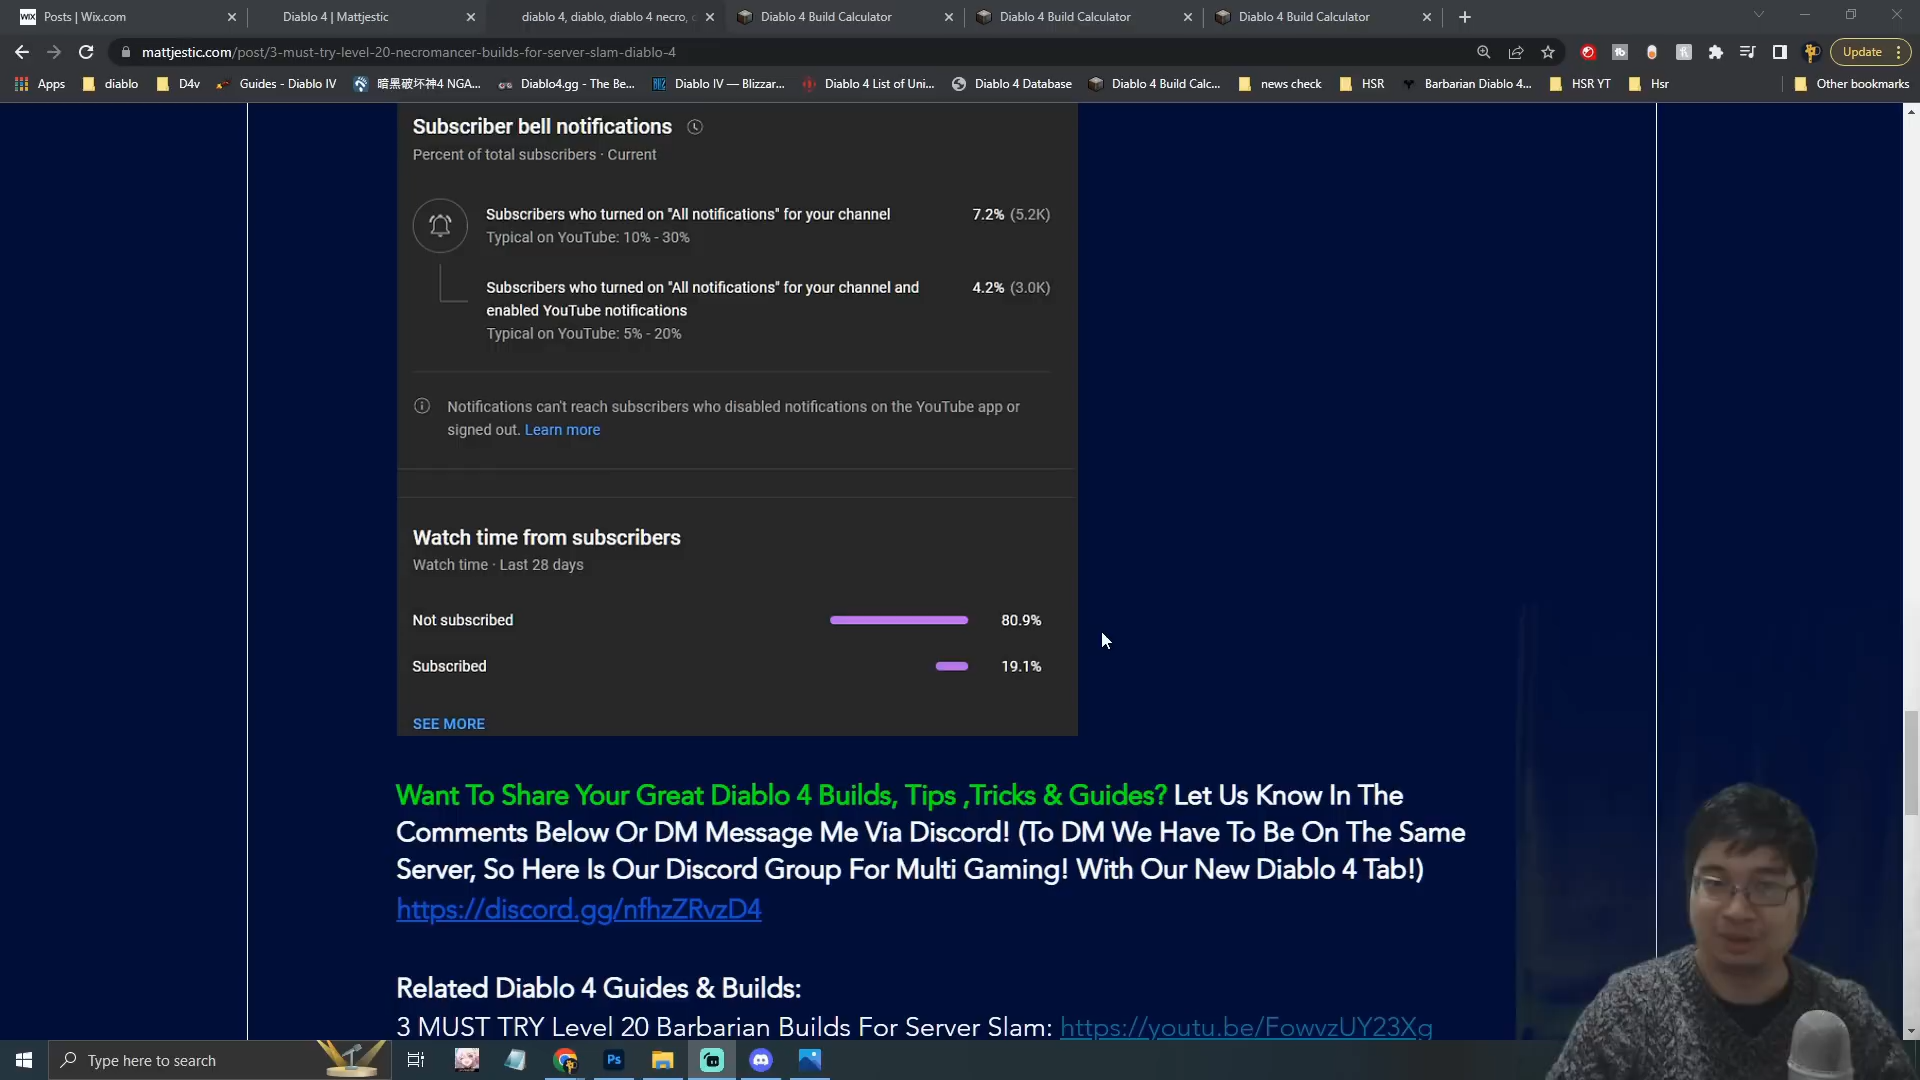 WIX Posts | Wix.com
Diablo 4 | Mattjestic
diablo 4, diablo, diablo 4 necro,
Diablo 4 Build Calculator
Diablo 4 Build Calculator
Diablo 4 Build Calculator
mattjestic.com/post/3-must-try-level-20-necromancer-builds-for-server-slam-diablo-4
Update
Apps
diablo
D4v
Guides - Diablo IV
暗黑破坏神4 NGA...
Diablo4.gg - The Be...
Diablo IV — Blizzar...
Diablo 4 List of Uni...
Diablo 4 Database
Diablo 4 Build Calc...
news check
HSR
Barbarian Diablo 4...
HSR YT
Hsr
Other bookmarks
Subscriber bell notifications
Percent of total subscribers · Current
Subscribers who turned on "All notifications" for your channel 7.2% (5.2K)
Typical on YouTube: 10% - 30%
Subscribers who turned on "All notifications" for your channel and 4.2% (3.0K)
enabled YouTube notifications
Typical on YouTube: 5% - 20%
Notifications can't reach subscribers who disabled notifications on the YouTube app or
signed out. Learn more
Watch time from subscribers
Watch time · Last 28 days
Not subscribed 80.9%
Subscribed 19.1%
SEE MORE
Want To Share Your Great Diablo 4 Builds, Tips ,Tricks & Guides? Let Us Know In The
Comments Below Or DM Message Me Via Discord! (To DM We Have To Be On The Same
Server, So Here Is Our Discord Group For Multi Gaming! With Our New Diablo 4 Tab!)
https://discord.gg/nfhzZRvzD4
Related Diablo 4 Guides & Builds:
3 MUST TRY Level 20 Barbarian Builds For Server Slam: https://youtu.be/FowvzUY23Xg
Type here to search
Ps